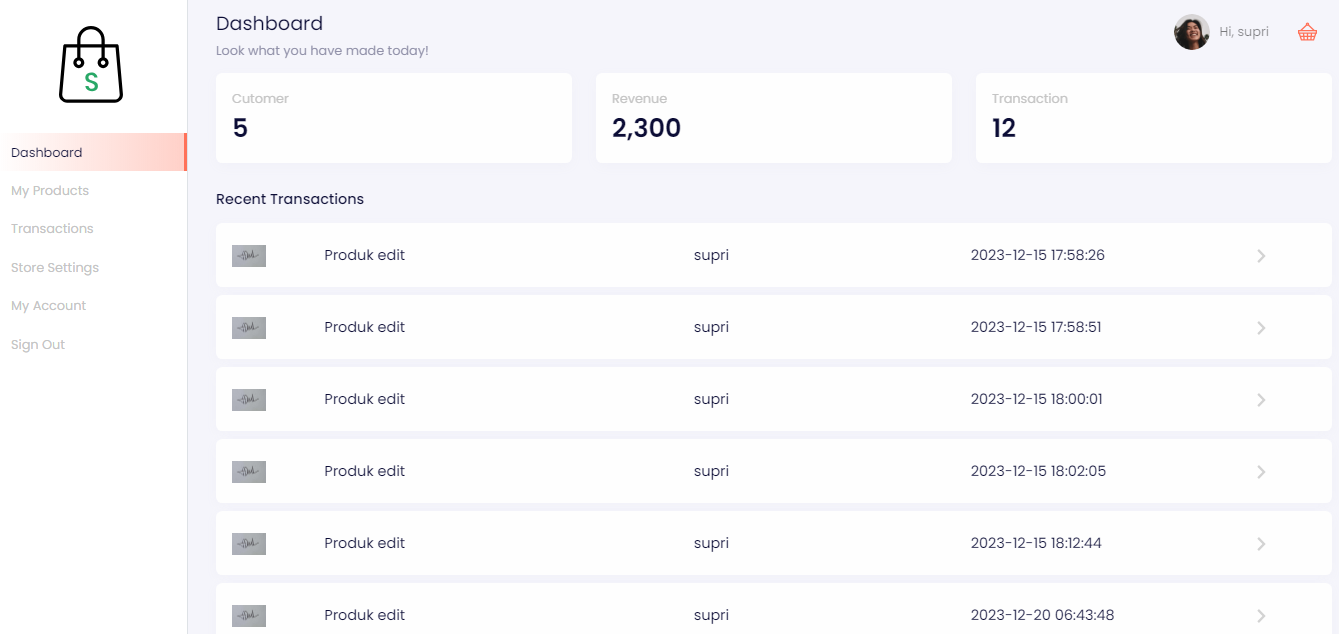 S
Dashboard
My Products
Transactions
Store Settings
My Account
Sign Out
Dashboard
Look what you have made today!
Hi, supri
Cutomer
5
Revenue
2,300
Transaction
12
Recent Transactions
Produk edit supri 2023-12-15 17:58:26
Produk edit supri 2023-12-15 17:58:51
Produk edit supri 2023-12-15 18:00:01
Produk edit supri 2023-12-15 18:02:05
Produk edit supri 2023-12-15 18:12:44
Produk edit supri 2023-12-20 06:43:48